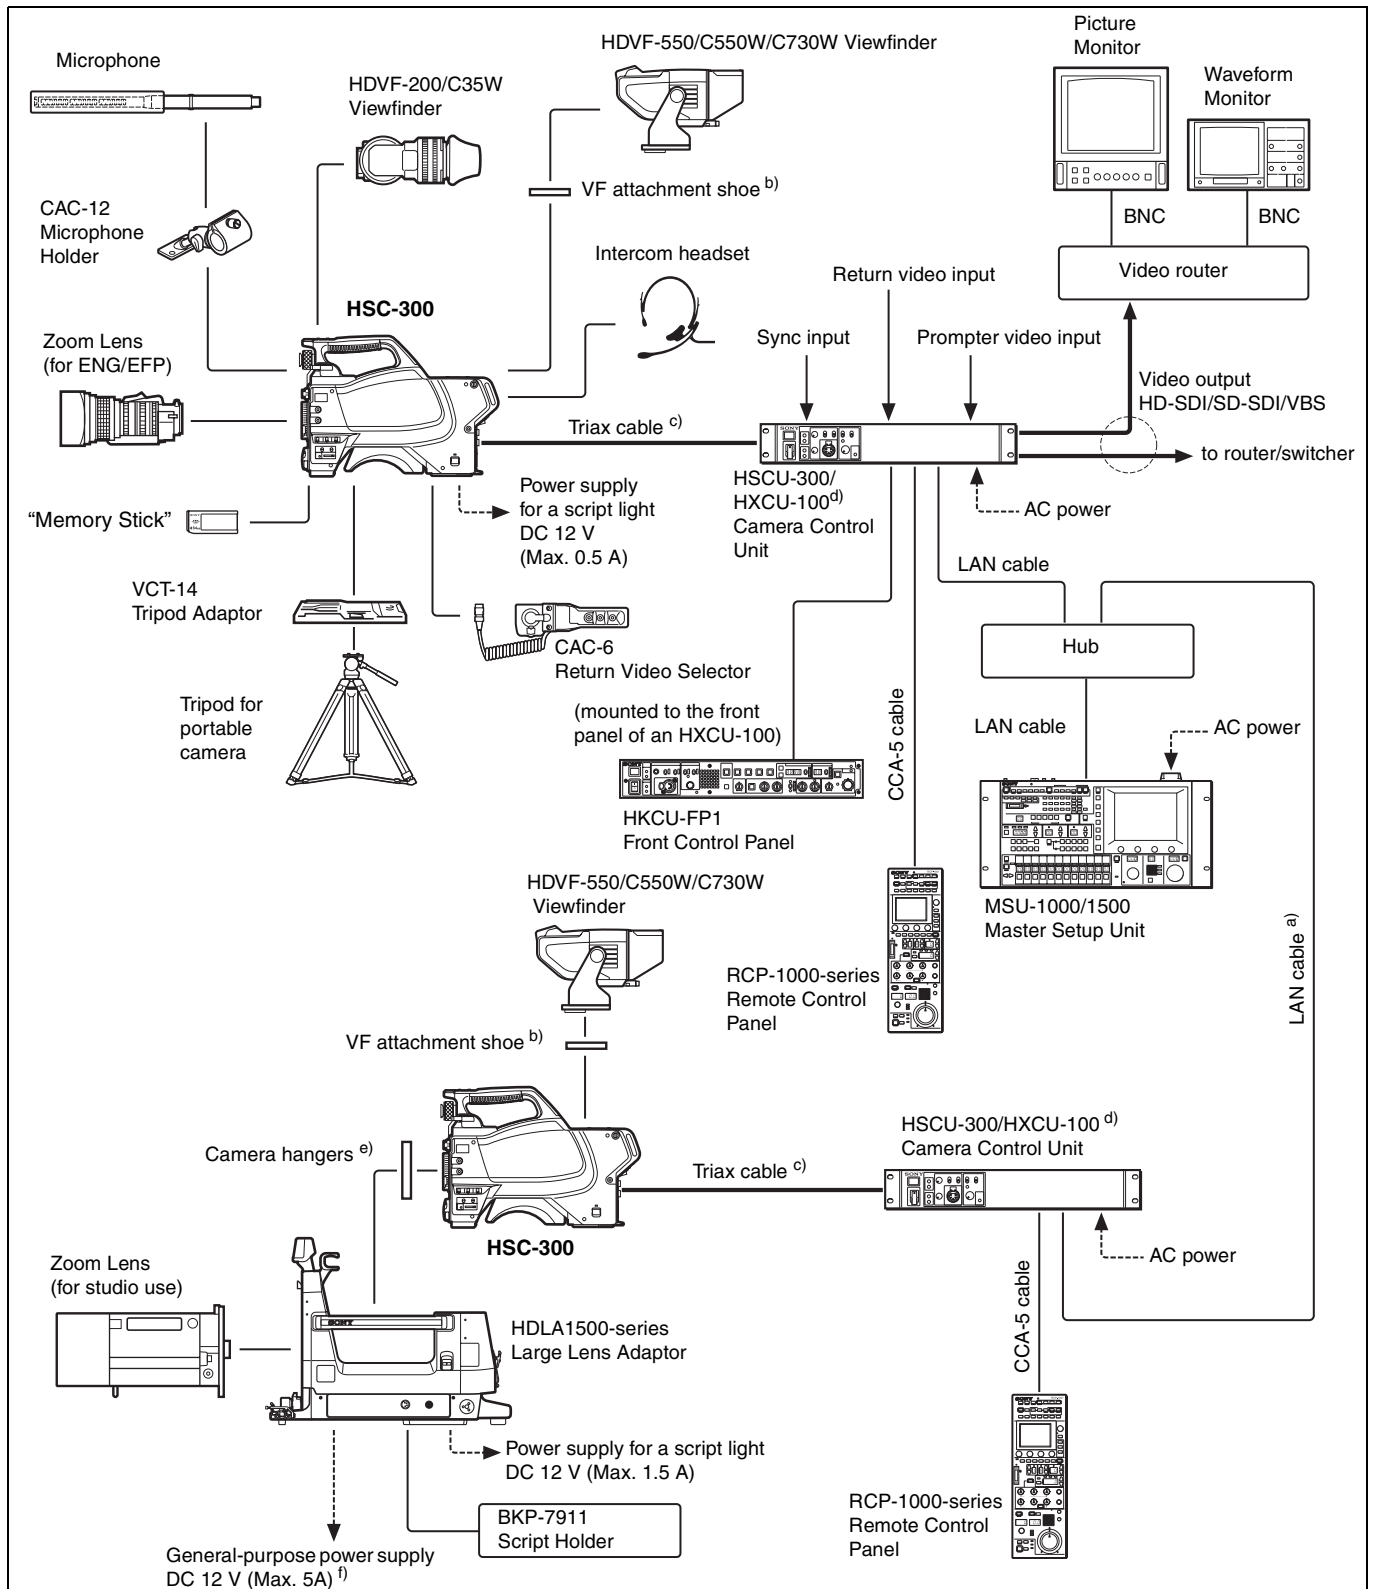 Microphone
HDVF-200/C35W
Viewfinder
HDVF-550/C550W/C730W Viewfinder
Picture
Monitor
Waveform
Monitor
VF attachment shoe b)
CAC-12
Microphone
Holder
BNC
BNC
Intercom headset
Return video input
Video router
HSC-300
Zoom Lens
(for ENG/EFP)
Sync input
Prompter video input
Video output
HD-SDI/SD-SDI/VBS
Triax cable c)
SONY
to router/switcher
HSCU-300/
HXCU-100d)
Camera Control
Unit
AC power
Power supply
for a script light
DC 12 V
(Max. 0.5 A)
“Memory Stick”
LAN cable
VCT-14
Tripod Adaptor
Hub
CAC-6
Return Video Selector
Tripod for
portable
camera
(mounted to the front
panel of an HXCU-100)
CCA-5 cable
LAN cable
AC power
SONY
HKCU-FP1
Front Control Panel
SONY
MSU-1000/1500
Master Setup Unit
HDVF-550/C550W/C730W
Viewfinder
LAN cable a)
RCP-1000-series
Remote Control
Panel
VF attachment shoe b)
HSCU-300/HXCU-100 d)
Camera Control Unit
Camera hangers e)
Triax cable c)
SONY
HSC-300
AC power
Zoom Lens
(for studio use)
CCA-5 cable
SONY
HDLA1500-series
Large Lens Adaptor
SONY
Power supply for a script light
DC 12 V (Max. 1.5 A)
RCP-1000-series
Remote Control
Panel
BKP-7911
Script Holder
General-purpose power supply
DC 12 V (Max. 5A) f)